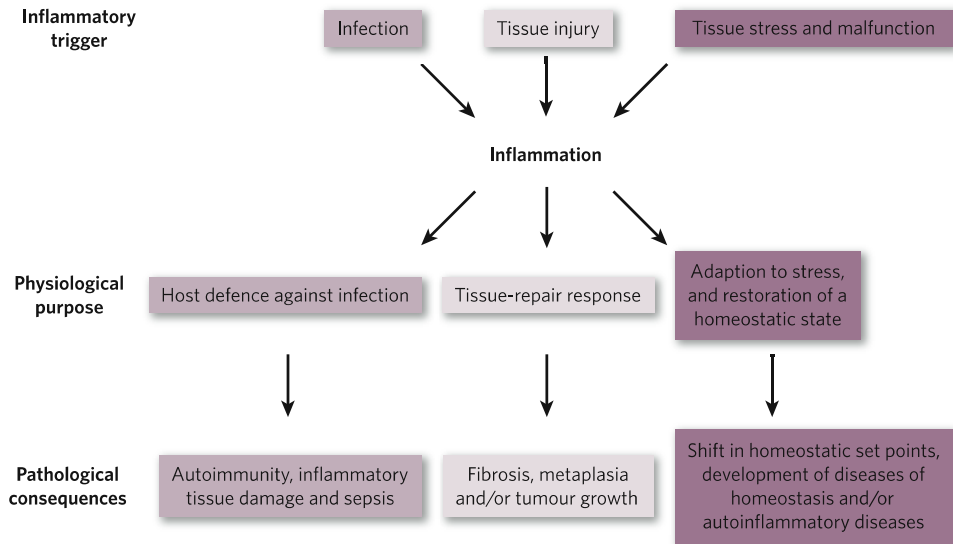 Inflammatory
trigger
Infection
Tissue injury
Tissue stress and malfunction
Inflammation
Physiological
purpose
Host defence against infection
Tissue-repair response
Adaption to stress,
and restoration of a
homeostatic state
Pathological
consequences
Autoimmunity, inflammatory
tissue damage and sepsis
Fibrosis, metaplasia
and/or tumour growth
Shift in homeostatic set points,
development of diseases of
homeostasis and/or
autoinflammatory diseases